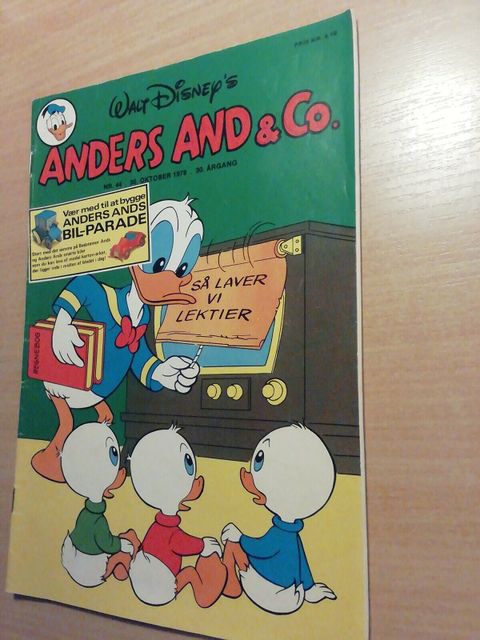 Walt Disney's
ANDERS AND & Co.
NR. 44 . 30. OKTOBER 1978 . 30. ÅRGANG
Vær med til at bygge
ANDERS ANDS
BIL-PARADE
SÅ LAVER
VI
LEKTIER
REGNEBOG